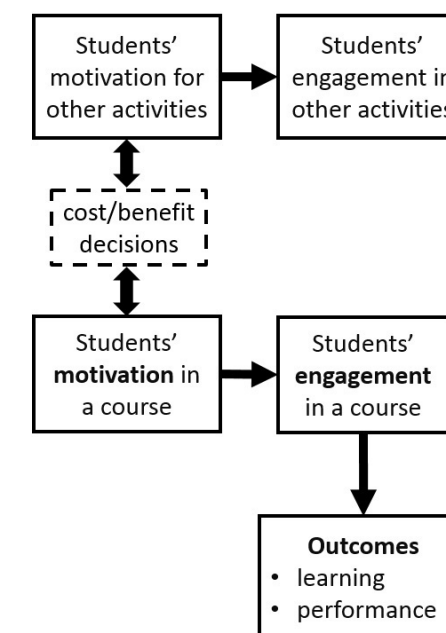 Students’
motivation for
other activities
Students’
engagement in
other activities
cost/benefit
decisions
Students’
motivation in
a course
Students’
engagement
in a course
Outcomes
• learning
• performance